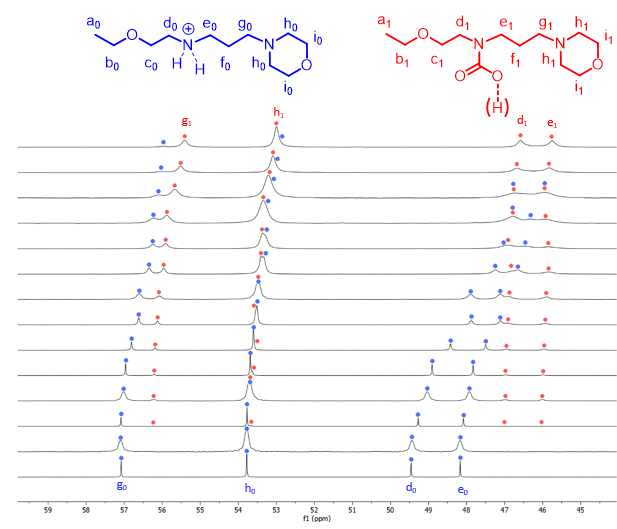 a₀ d₀ ⊕ e₀ g₀ h₀ i₀
N O O N H H
b₀ c₀ f₀ h₀ i₀
a₁ O d₁ e₁ g₁ h₁ i₁
N N O
b₁ c₁ f₁ h₁ i₁
O O
(H)
g₁ h₁ d₁ e₁
g₀ h₀ d₀ e₀
59 58 57 56 55 54 53 52 51 50 49 48 47 46 45
f1 (ppm)